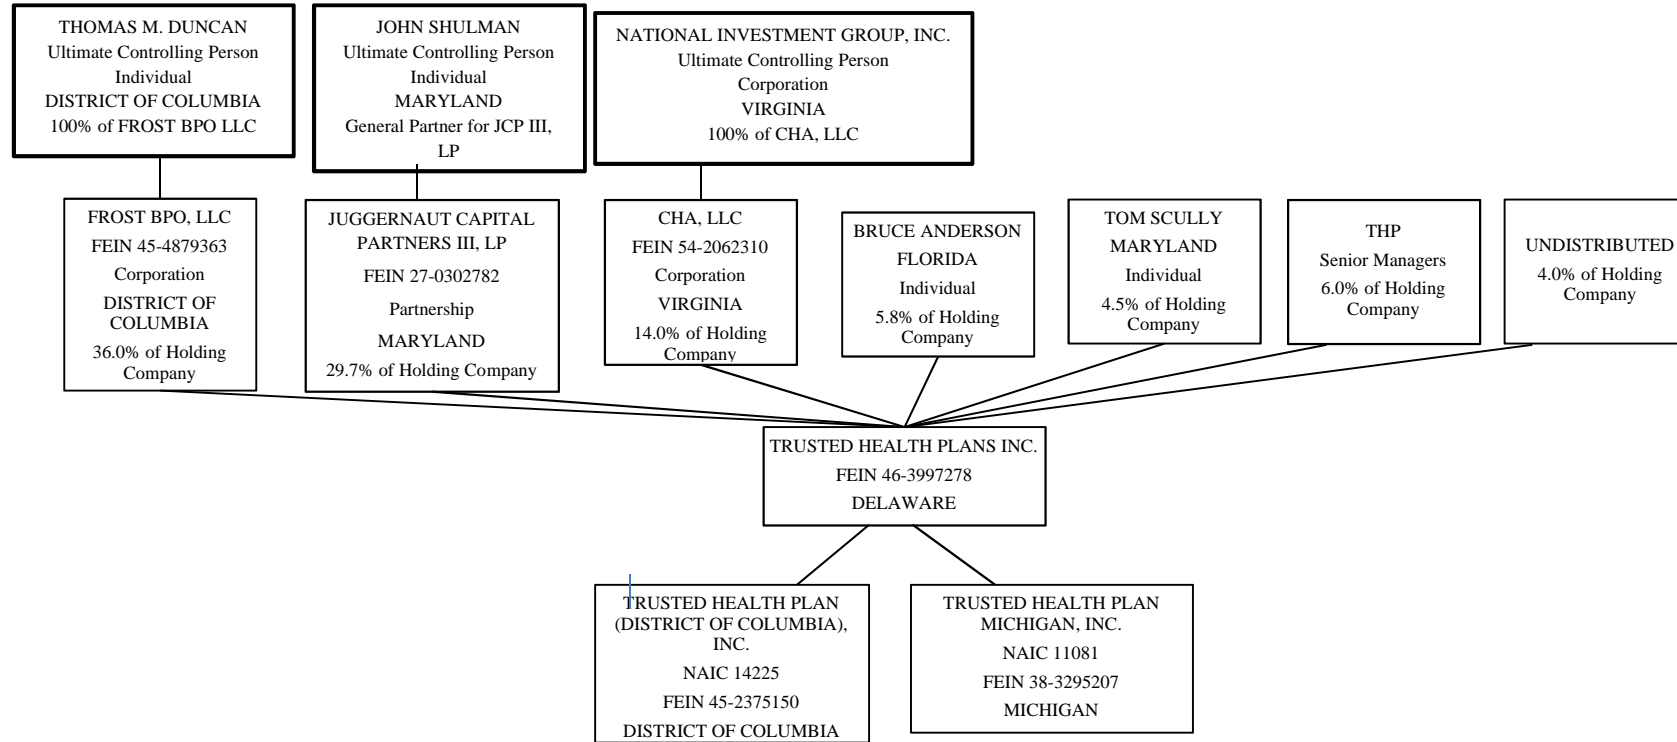 THOMAS M. DUNCAN
Ultimate Controlling Person
Individual
DISTRICT OF COLUMBIA
100% of FROST BPO LLC
JOHN SHULMAN
Ultimate Controlling Person
Individual
MARYLAND
General Partner for JCP III,
LP
NATIONAL INVESTMENT GROUP, INC.
Ultimate Controlling Person
Corporation
VIRGINIA
100% of CHA, LLC
FROST BPO, LLC
FEIN 45-4879363
Corporation
DISTRICT OF
COLUMBIA
36.0% of Holding
Company
JUGGERNAUT CAPITAL
PARTNERS III, LP
FEIN 27-0302782
Partnership
MARYLAND
29.7% of Holding Company
CHA, LLC
FEIN 54-2062310
Corporation
VIRGINIA
14.0% of Holding
Company
BRUCE ANDERSON
FLORIDA
Individual
5.8% of Holding
Company
TOM SCULLY
MARYLAND
Individual
4.5% of Holding
Company
THP
Senior Managers
6.0% of Holding
Company
UNDISTRIBUTED
4.0% of Holding
Company
TRUSTED HEALTH PLANS INC.
FEIN 46-3997278
DELAWARE
TRUSTED HEALTH PLAN
(DISTRICT OF COLUMBIA),
INC.
NAIC 14225
FEIN 45-2375150
DISTRICT OF COLUMBIA
TRUSTED HEALTH PLAN
MICHIGAN, INC.
NAIC 11081
FEIN 38-3295207
MICHIGAN